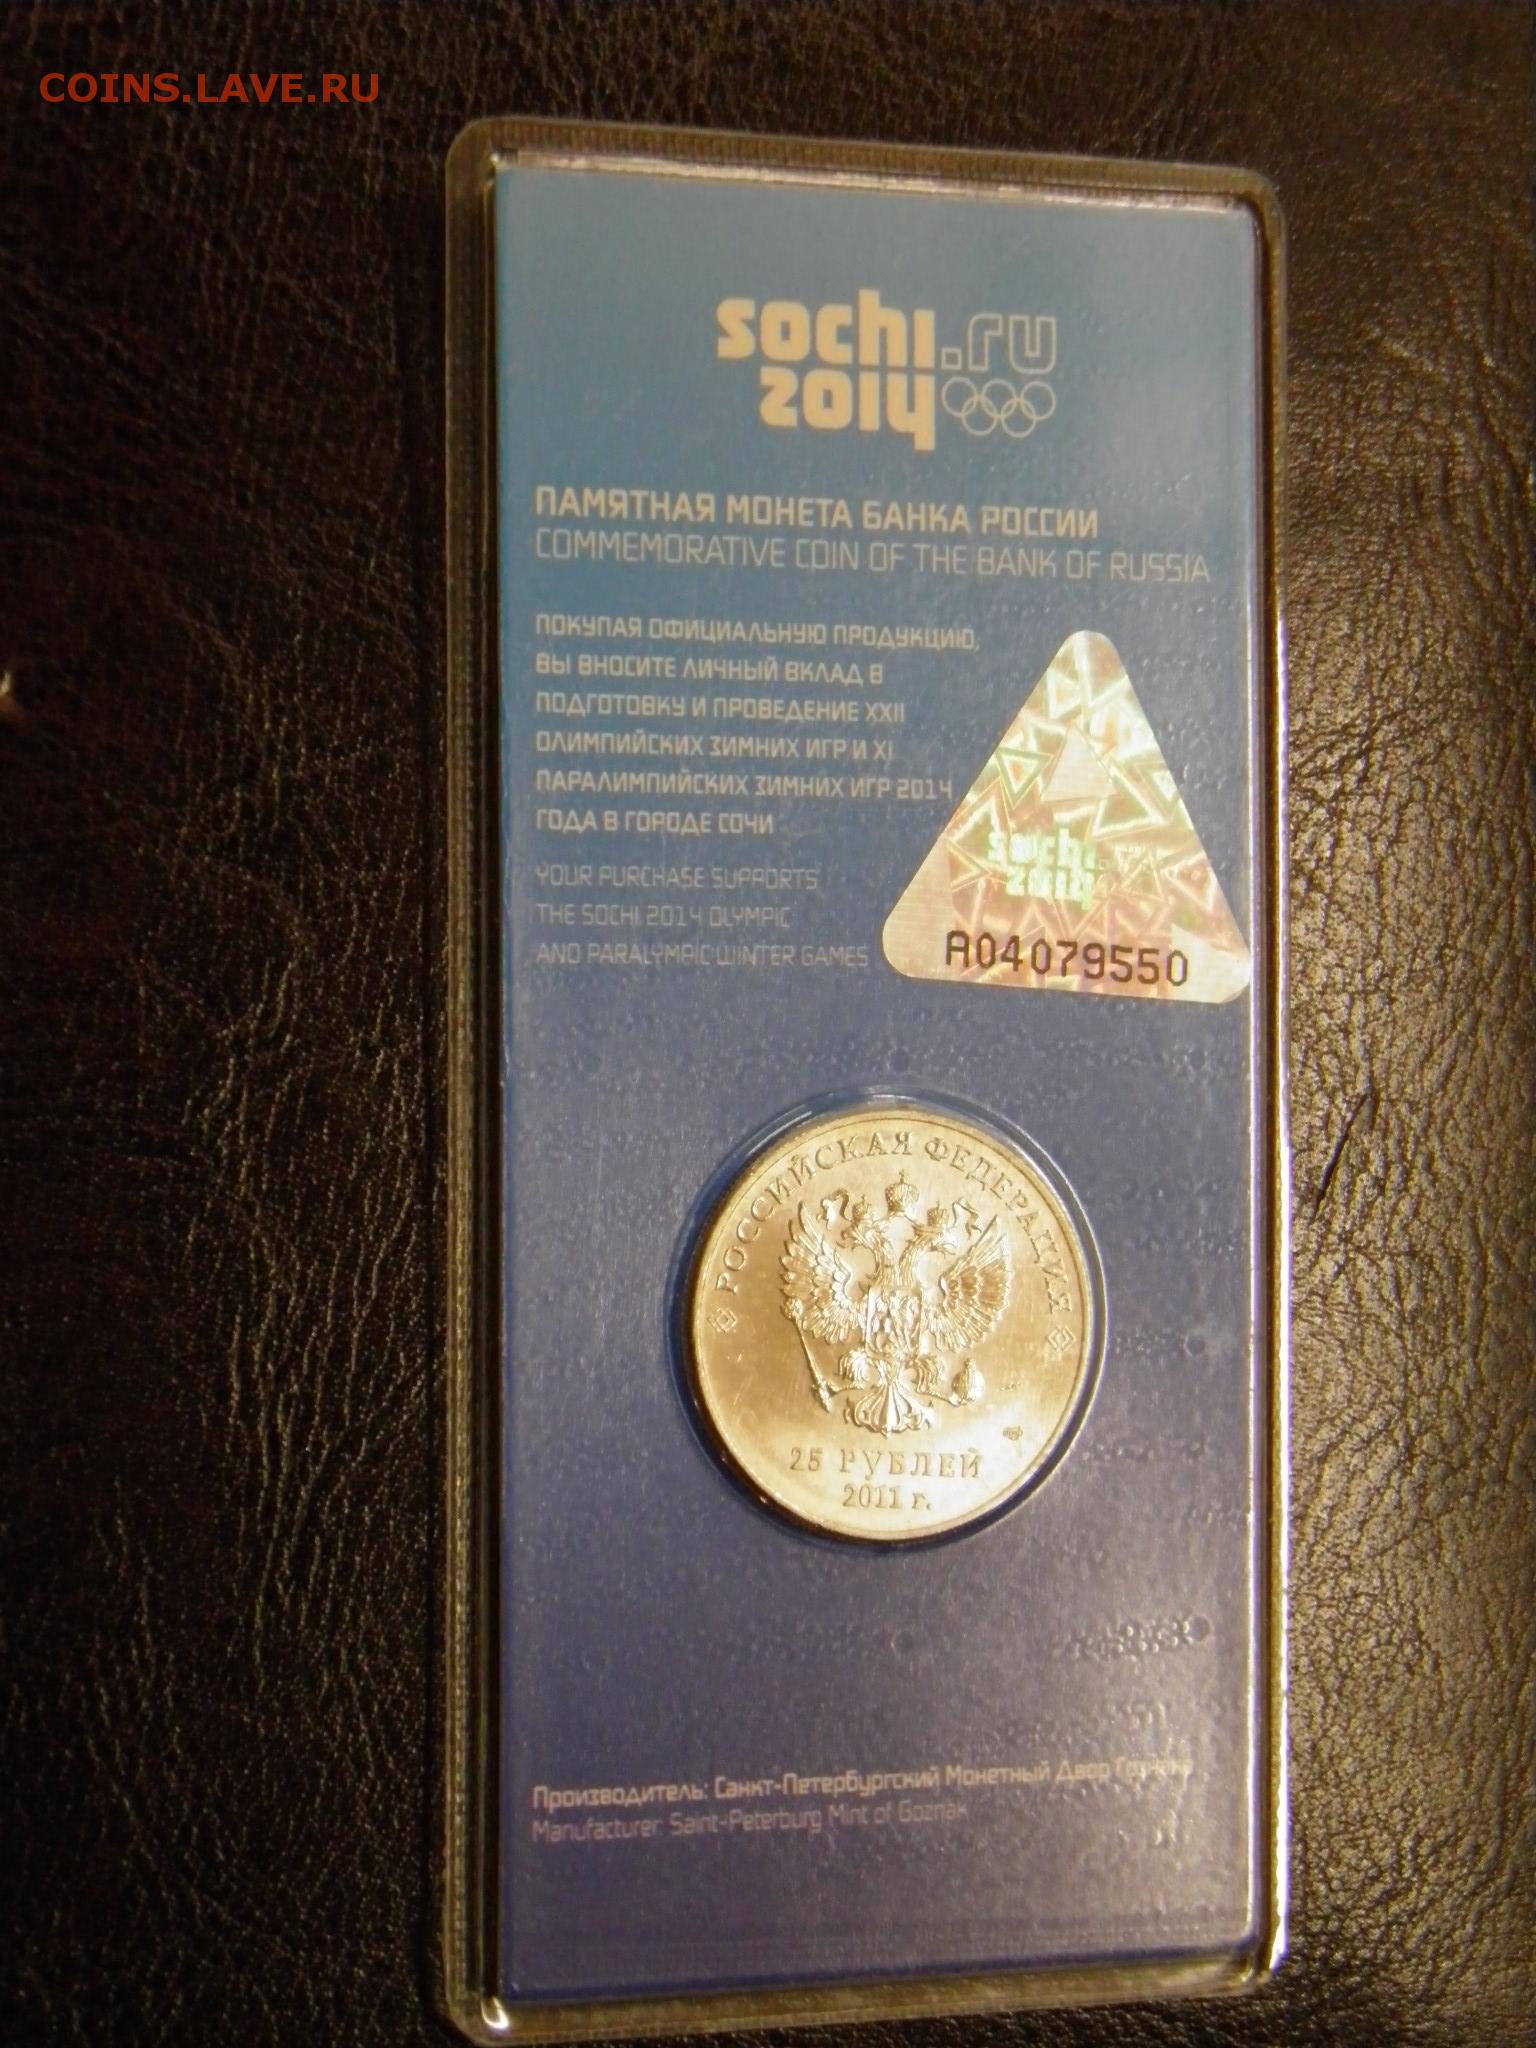 COINS.LAVE.RU
sochi.ru
2014
ПАМЯТНАЯ МОНЕТА БАНКА РОССИИ
COMMEMORATIVE COIN OF THE BANK OF RUSSIA
ПОКУПАЯ ОФИЦИАЛЬНУЮ ПРОДУКЦИЮ,
ВЫ ВНОСИТЕ ЛИЧНЫЙ ВКЛАД В
ПОДГОТОВКУ И ПРОВЕДЕНИЕ XXII
ОЛИМПИЙСКИХ ЗИМНИХ ИГР И XI
ПАРАЛИМПИЙСКИХ ЗИМНИХ ИГР 2014
ГОДА В ГОРОДЕ СОЧИ
YOUR PURCHASE SUPPORTS
THE SOCHI 2014 OLYMPIC
AND PARALYMPIC WINTER GAMES
sochi.ru
2014
A04079550
РОССИЙСКАЯ ФЕДЕРАЦИЯ
25 РУБЛЕЙ
2011 г.
Производитель: Санкт-Петербургский Монетный Двор Гознака
Manufacturer: Saint-Peterburg Mint of Goznak